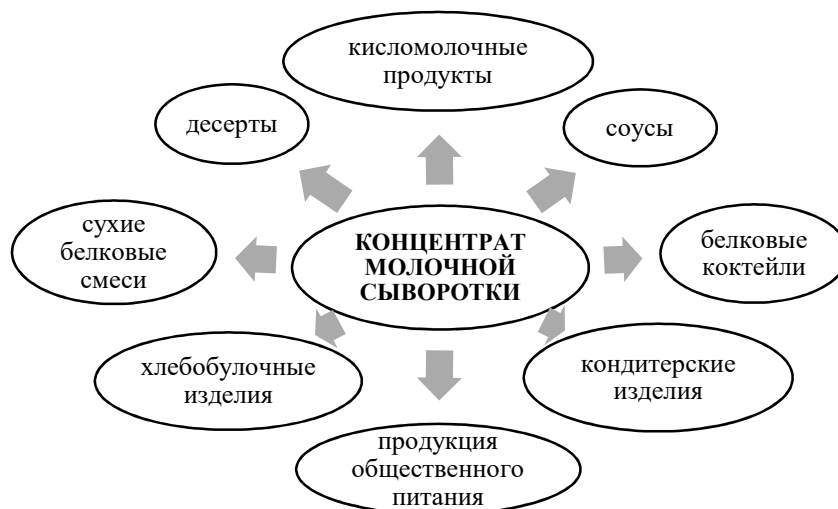 кисломолочные
продукты
десерты
соусы
сухие
белковые
смеси
КОНЦЕНТРАТ
МОЛОЧНОЙ
СЫВОРОТКИ
белковые
коктейли
хлебобулочные
изделия
кондитерские
изделия
продукция
общественного
питания